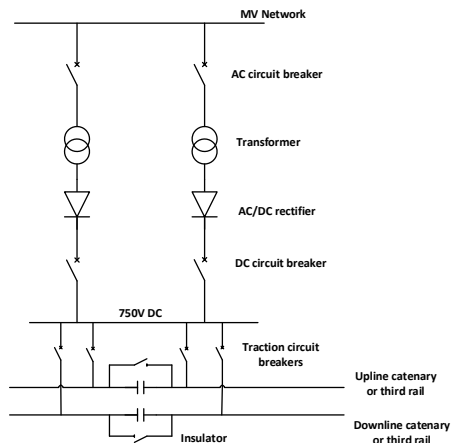 MV Network
AC circuit breaker
Transformer
AC/DC rectifier
DC circuit breaker
750V DC
Traction circuit
breakers
Upline catenary
or third rail
Downline catenary
or third rail
Insulator